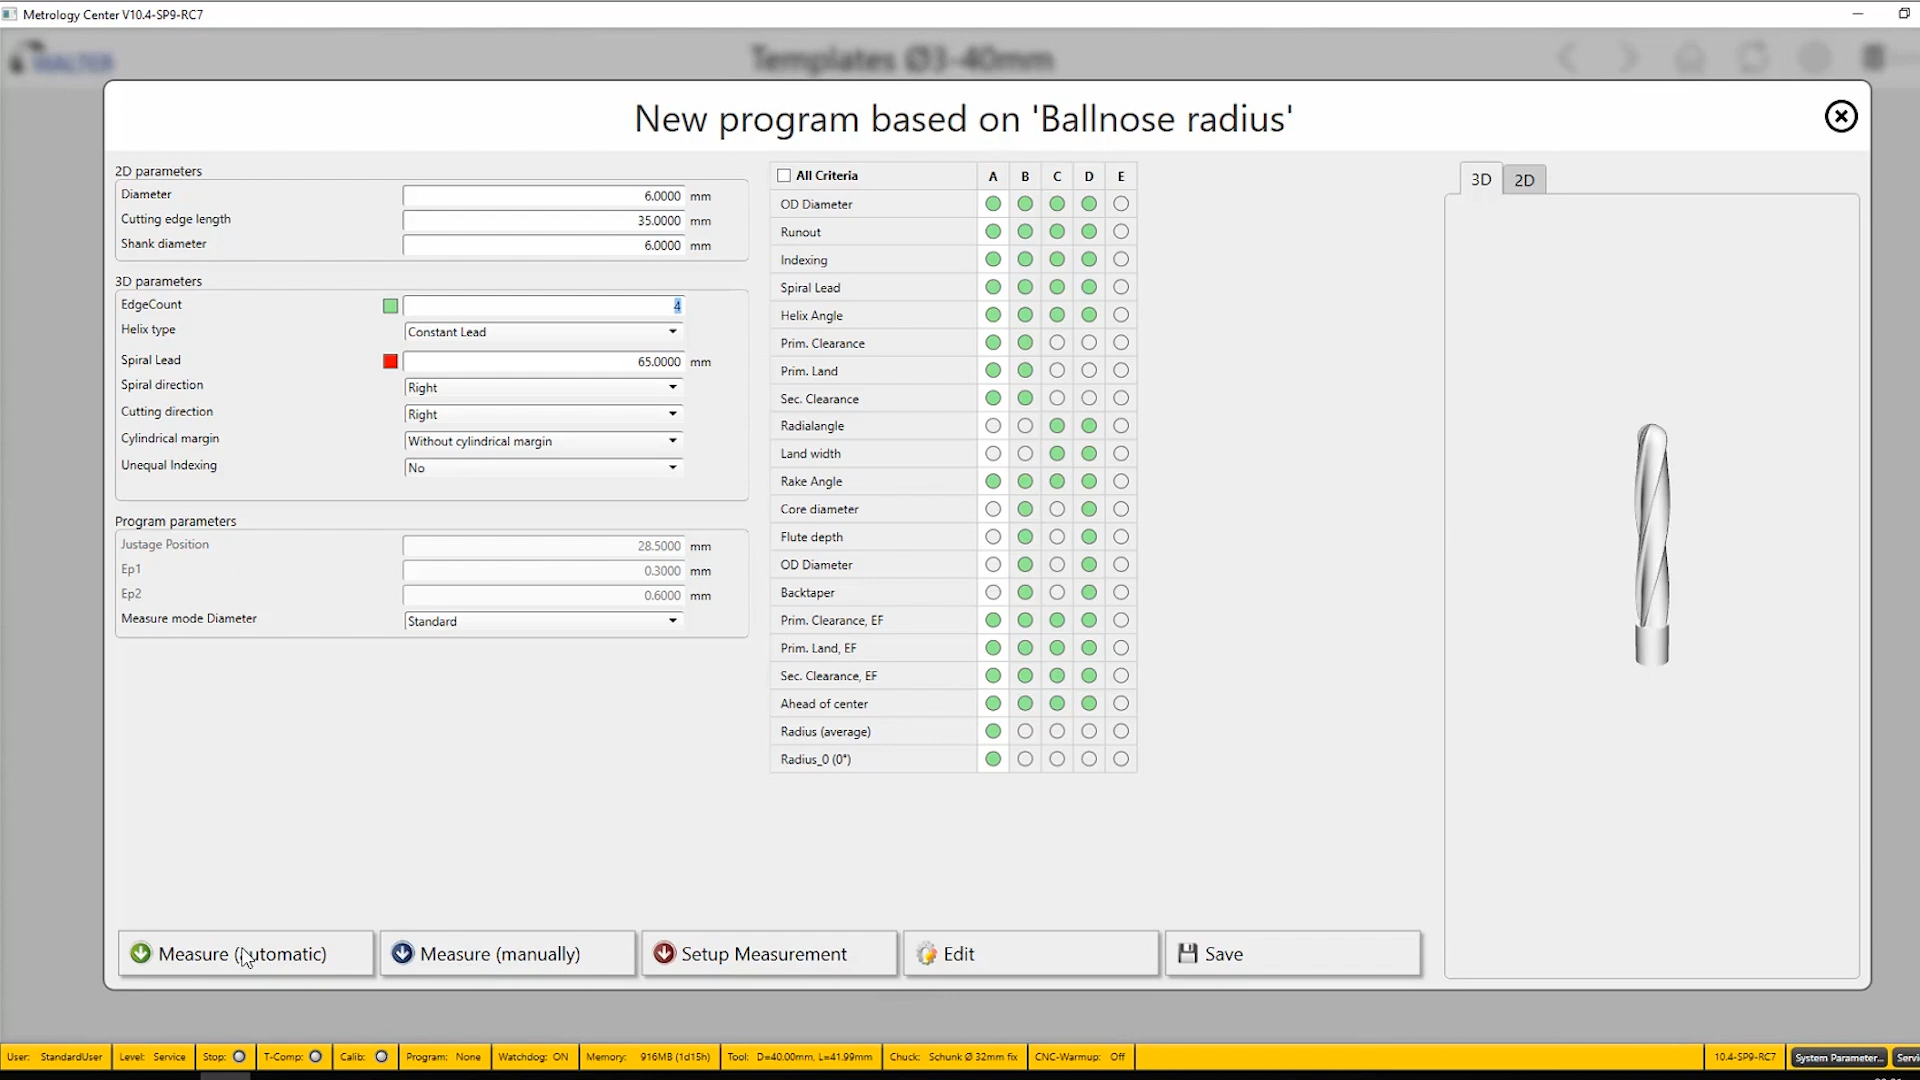 Metrology Center V10.4-SP9-RC7
WALTER
Templates Ø3-40mm
New program based on 'Ballnose radius'
2D parameters
Diameter 6.0000 mm
Cutting edge length 35.0000 mm
Shank diameter 6.0000 mm
3D parameters
EdgeCount 4
Helix type Constant Lead
Spiral Lead 65.0000 mm
Spiral direction Right
Cutting direction Right
Cylindrical margin Without cylindrical margin
Unequal Indexing No
Program parameters
Justage Position 28.5000 mm
Ep1 0.3000 mm
Ep2 0.6000 mm
Measure mode Diameter Standard
All Criteria A B C D E
OD Diameter
Runout
Indexing
Spiral Lead
Helix Angle
Prim. Clearance
Prim. Land
Sec. Clearance
Radialangle
Land width
Rake Angle
Core diameter
Flute depth
OD Diameter
Backtaper
Prim. Clearance, EF
Prim. Land, EF
Sec. Clearance, EF
Ahead of center
Radius (average)
Radius_0 (0°)
3D 2D
Measure (automatic) Measure (manually) Setup Measurement Edit Save
User: StandardUser Level: Service Stop: T-Comp: Calib: Program: None Watchdog: ON Memory: 916MB (1d15h) Tool: D=40.00mm, L=41.99mm Chuck: Schunk Ø 32mm fix CNC-Warmup: Off 10.4-SP9-RC7 System Parameter... Servi